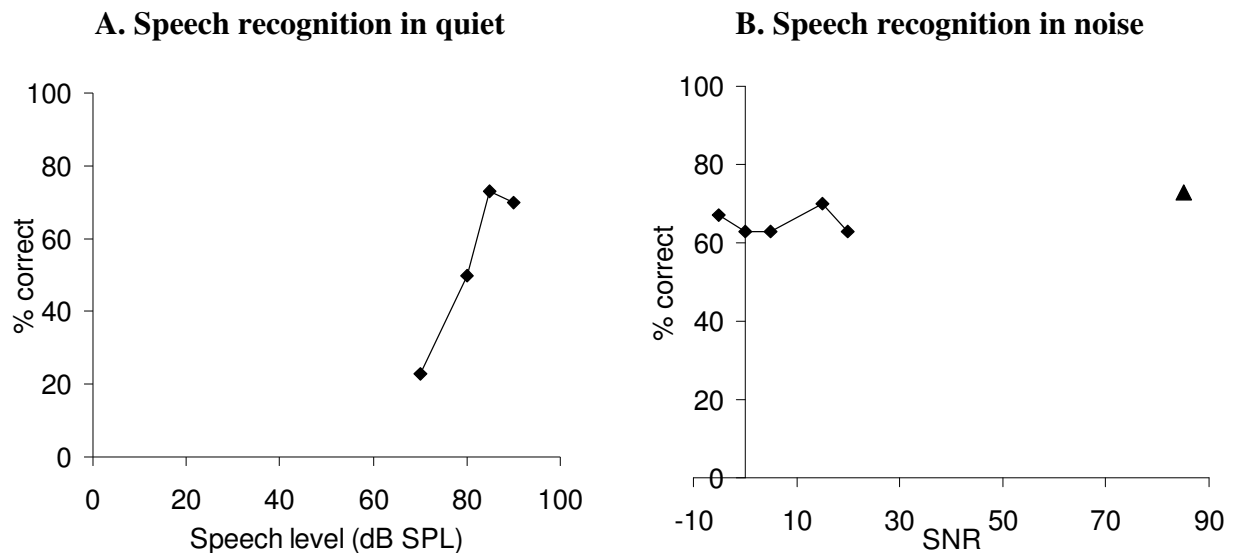 A. Speech recognition in quiet
100
80
60
40
20
0
% correct
0 20 40 60 80 100
Speech level (dB SPL)
B. Speech recognition in noise
100
80
60
40
20
0
% correct
-10 10 30 50 70 90
SNR